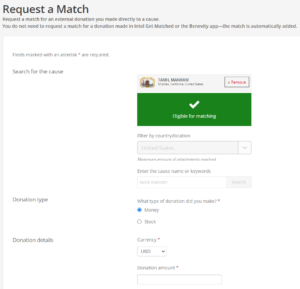 Request a Match
Request a match for an external donation you made directly to a cause.
You do not need to request a match for a donation made in Intel Get Matched or the Benevity app—the match is automatically added.
Fields marked with an asterisk * are required.
Search for the cause
TAMIL MANRAM
United States
x Remove
Eligible for matching
Filter by country/location
United States
Maximum amount of attachments reached
Enter the cause name or keywords
tamil manram
Search
Donation type
What type of donation did you make? *
Money
Stock
Donation details
Currency *
USD
Donation amount *